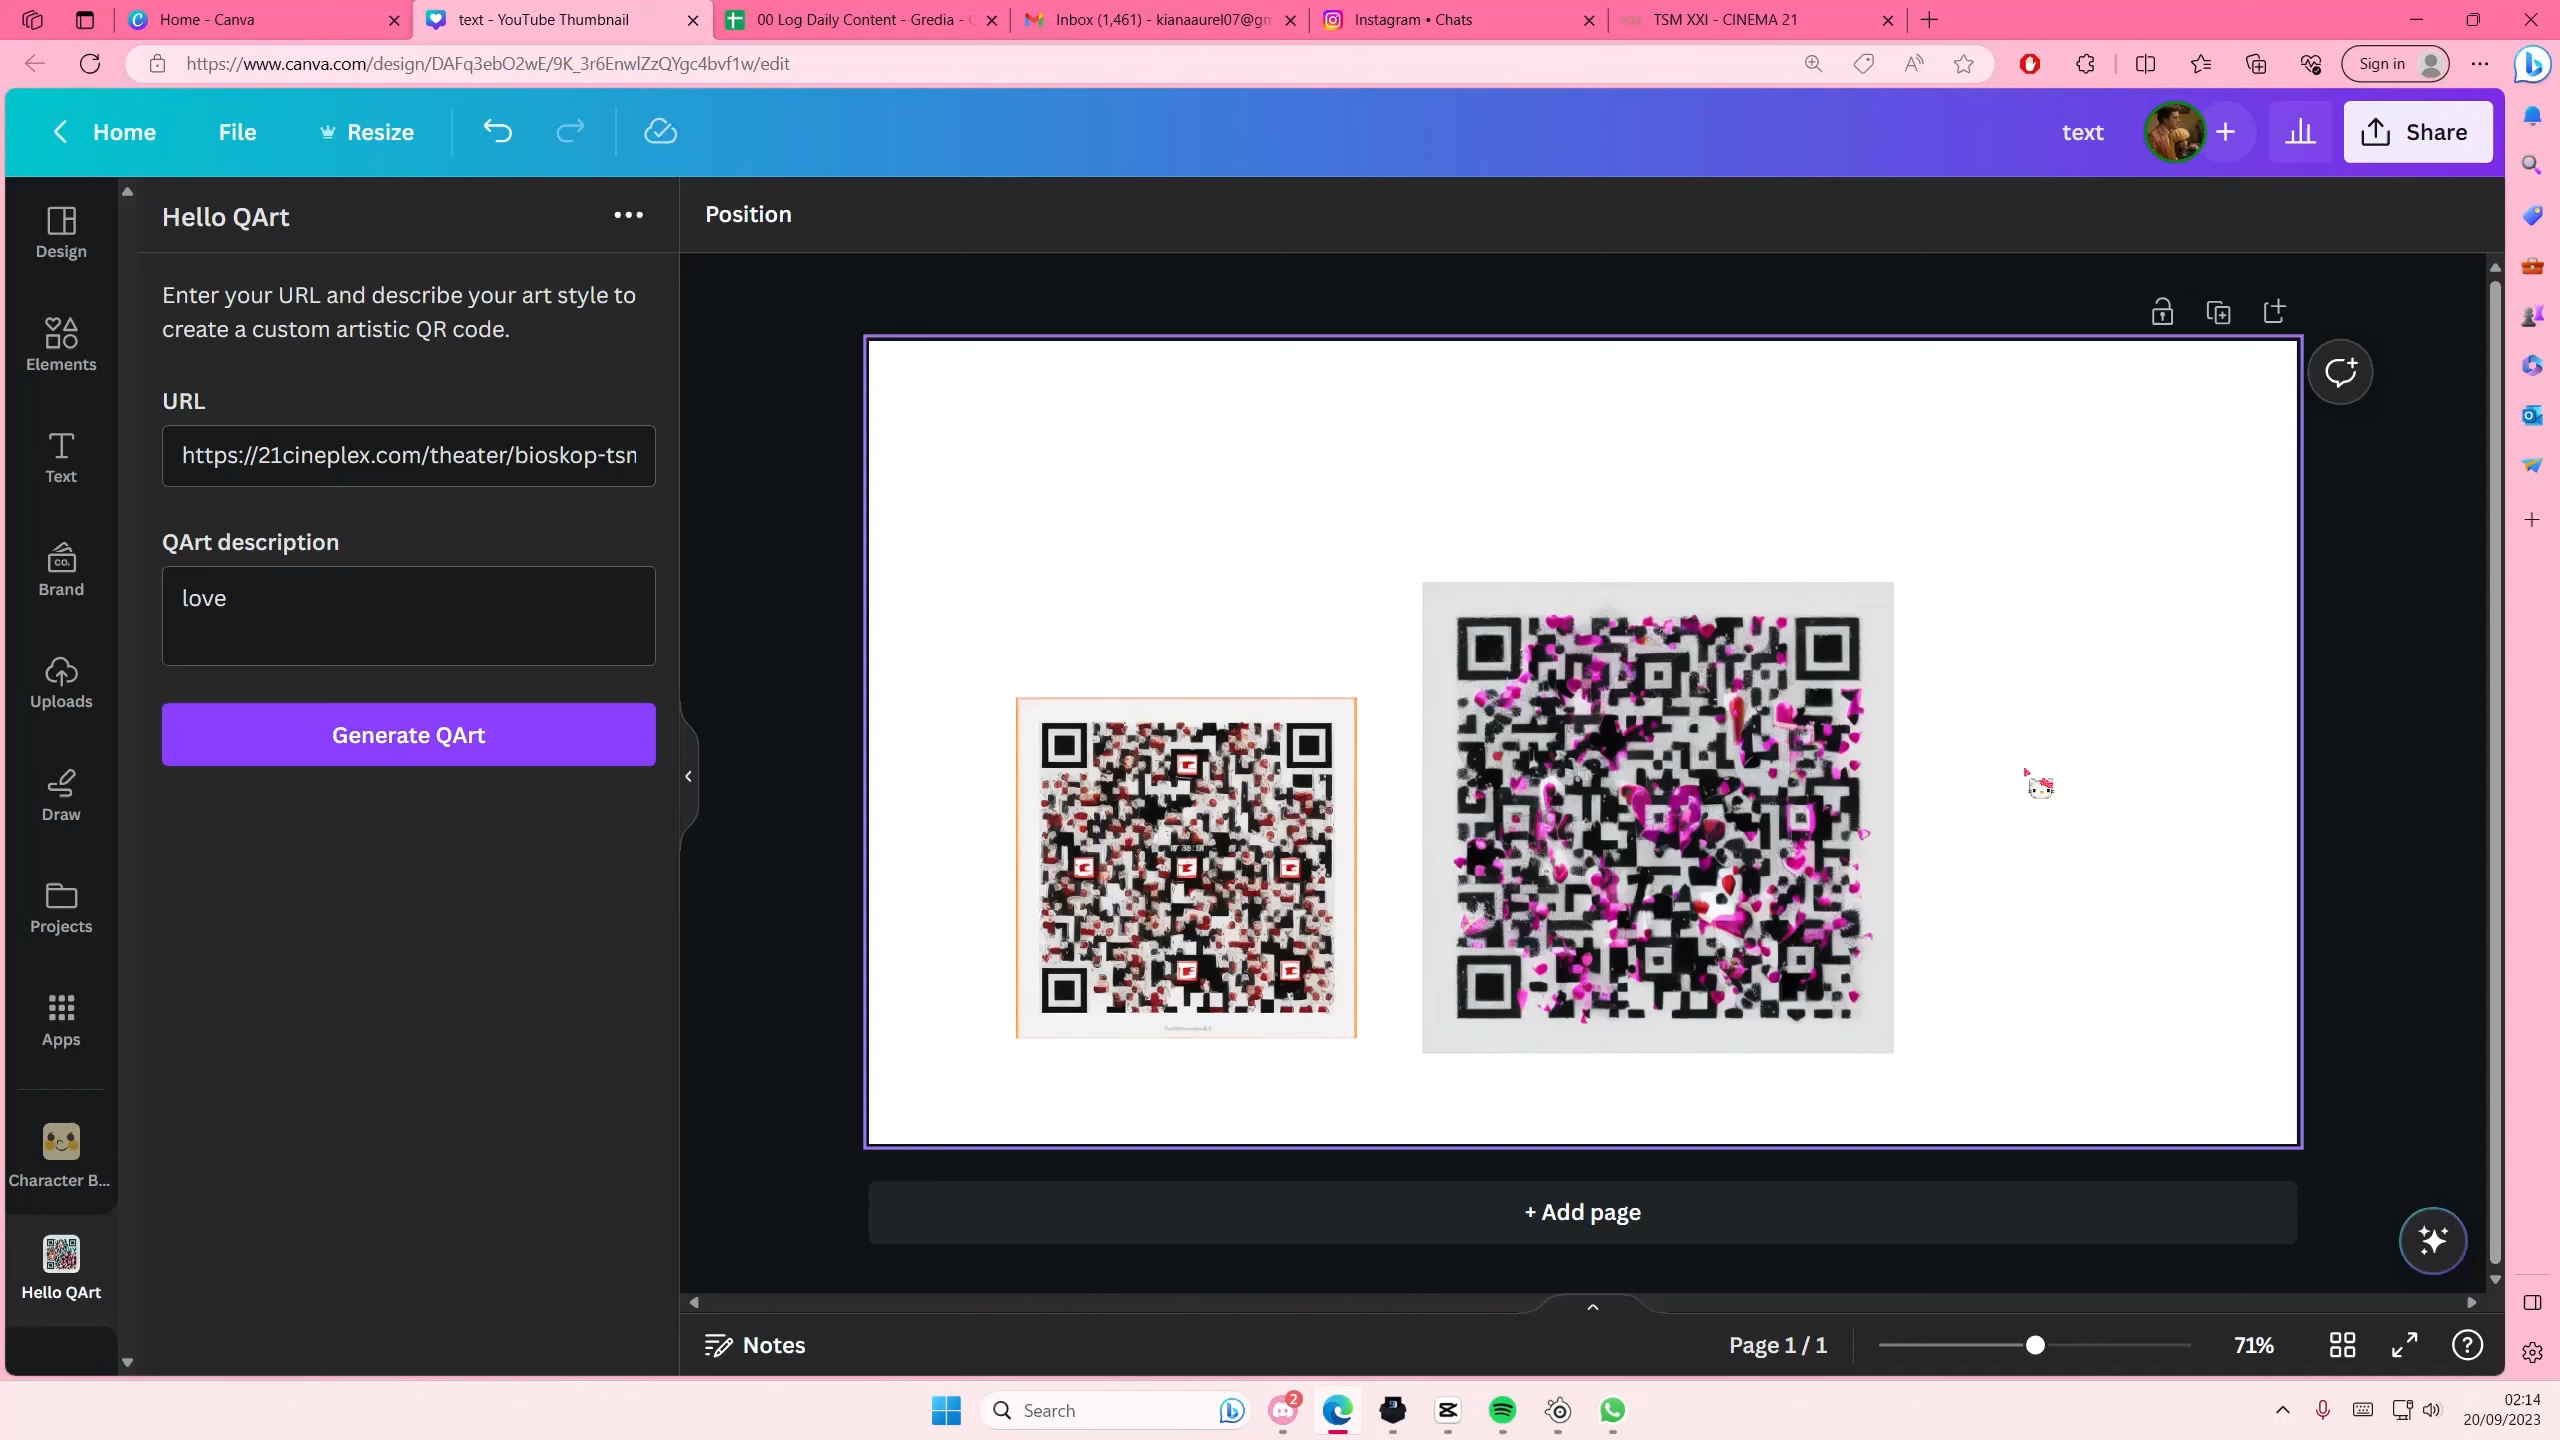 Home - Canva
text - YouTube Thumbnail
00 Log Daily Content - Gredia -
Inbox (1,461) - kianaaurel07@gm
Instagram • Chats
TSM XXI - CINEMA 21
https://www.canva.com/design/DAFq3ebO2wE/9K_3r6EnwlZzQYgc4bvf1w/edit
Sign in
Home
File
Resize
text
Share
Design
Elements
Text
Brand
Uploads
Draw
Projects
Apps
Character B...
Hello QArt
Hello QArt
Enter your URL and describe your art style to
create a custom artistic QR code.
URL
https://21cineplex.com/theater/bioskop-tsm
QArt description
love
Generate QArt
Position
+ Add page
Notes
Page 1 / 1
71%
Search
2
02:14
20/09/2023